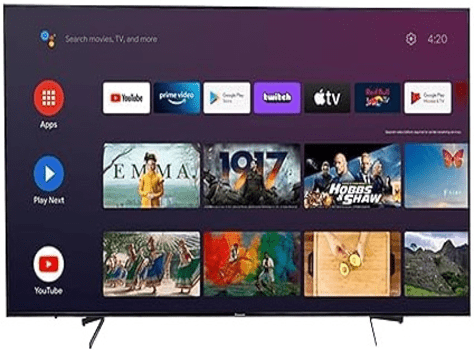 Search movies, TV, and more
4:20
YouTube
prime video
Google Play
Store
twitch
tv
Red Bull
Google Play
Movies & TV
Apps
EMMA.
1917
HOBBS
& SHAW
Play Next
YouTube
Panasonic